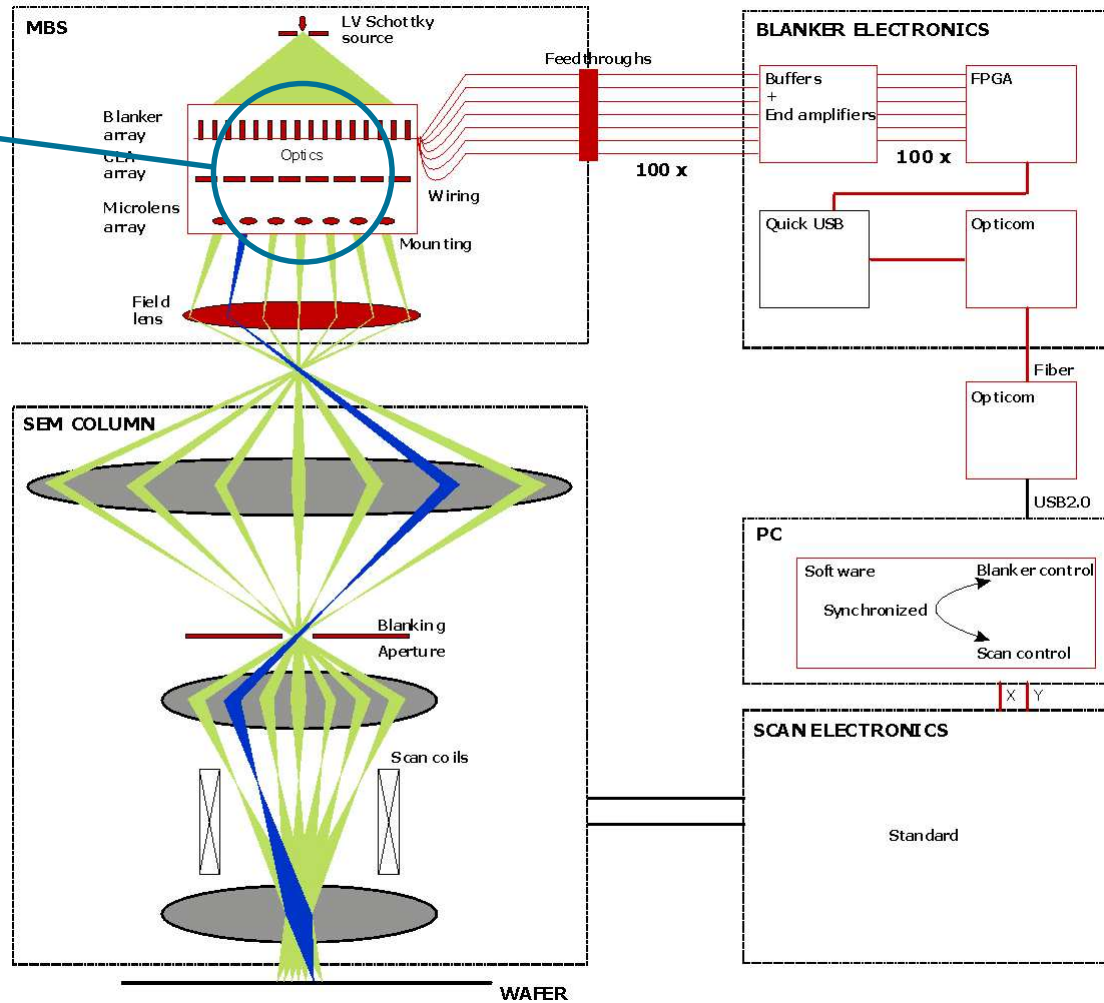 MBS
LV Schottky
source
Blanker
array
array
Optics
Microlens
array
Wiring
Mounting
Field
lens
Feedthroughs
100 x
BLANKER ELECTRONICS
Buffers
+
End amplifiers
100 x
FPGA
Quick USB
Opticom
Fiber
Opticom
USB2.0
SEM COLUMN
Blanking
Aperture
Scan coils
WAFER
PC
Software
Blanker control
Synchronized
Scan control
X Y
SCAN ELECTRONICS
Standard